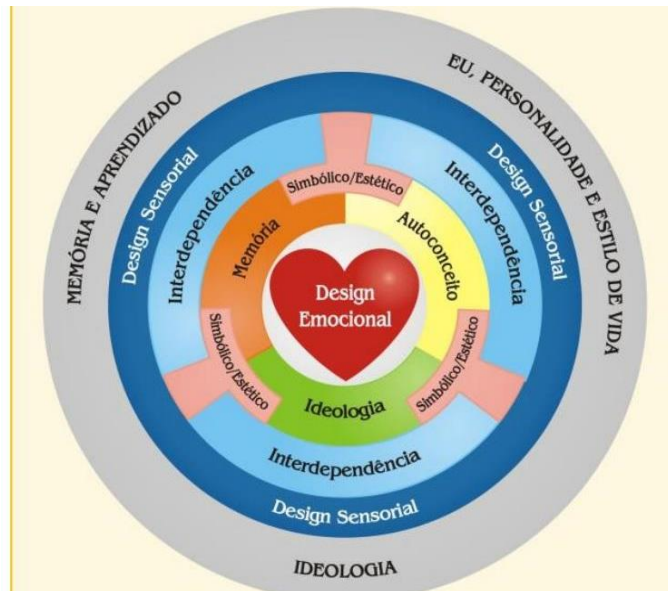 MEMÓRIA E APRENDIZADO
EU, PERSONALIDADE E ESTILO DE VIDA
Design Sensorial
Design Sensorial
Interdependência
Interdependência
Simbólico/Estético
Memória
Autoconceito
Design
Emocional
Simbólico/Estético
Simbólico/Estético
Ideologia
Interdependência
Design Sensorial
IDEOLOGIA